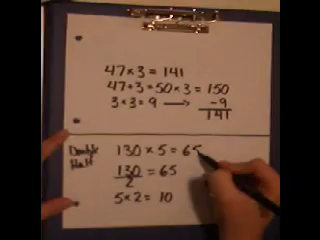 47 × 3 = 141
47 + 3 = 50 × 3 = 150
3 × 3 = 9 → -9
141
Double Half
130 × 5 = 65
130/2 = 65
5 × 2 = 10